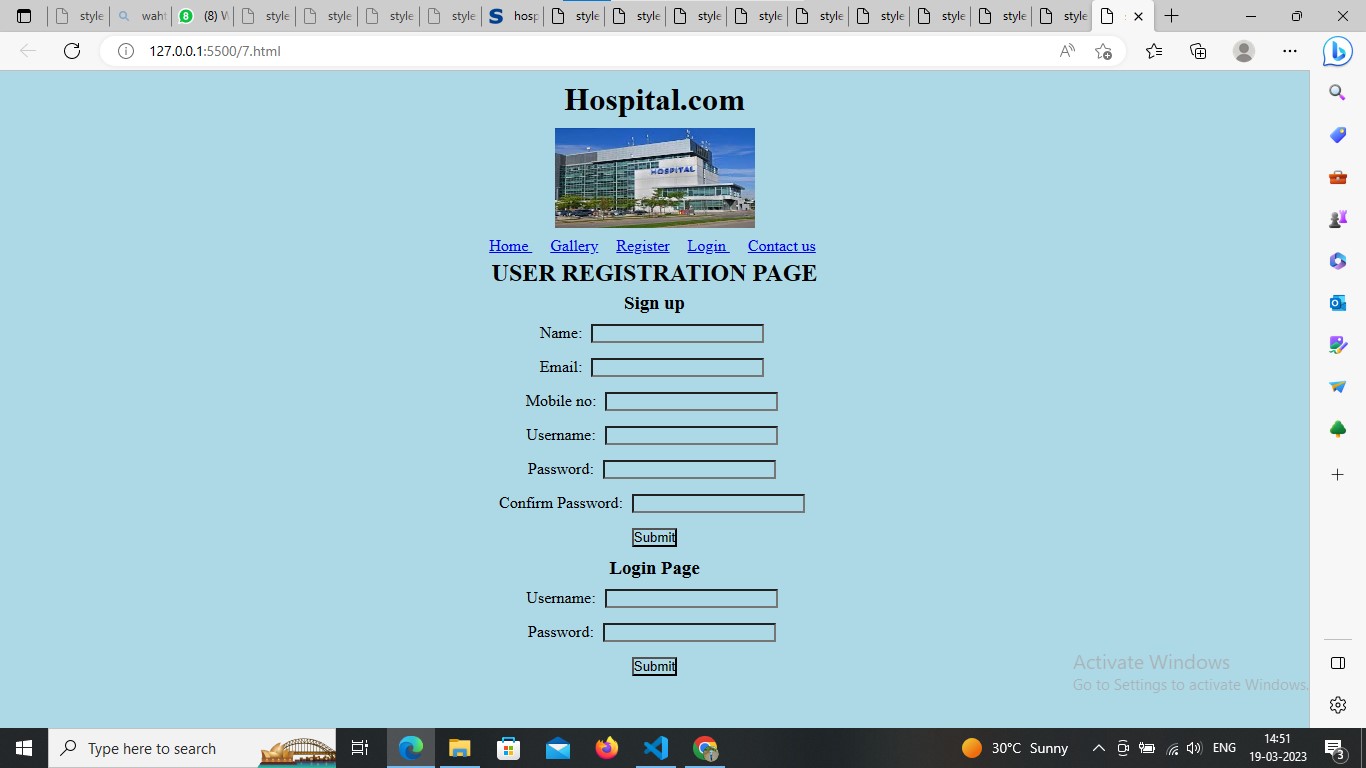 style
waht
(8) W
style
style
style
style
hosp
style
style
style
style
style
style
style
style
style
127.0.0.1:5500/7.html
Hospital.com
HOSPITAL
Home Gallery Register Login Contact us
USER REGISTRATION PAGE
Sign up
Name:
Email:
Mobile no:
Username:
Password:
Confirm Password:
Submit
Login Page
Username:
Password:
Submit
Activate Windows
Go to Settings to activate Windows.
Type here to search
30°C Sunny
ENG
14:51
19-03-2023
3